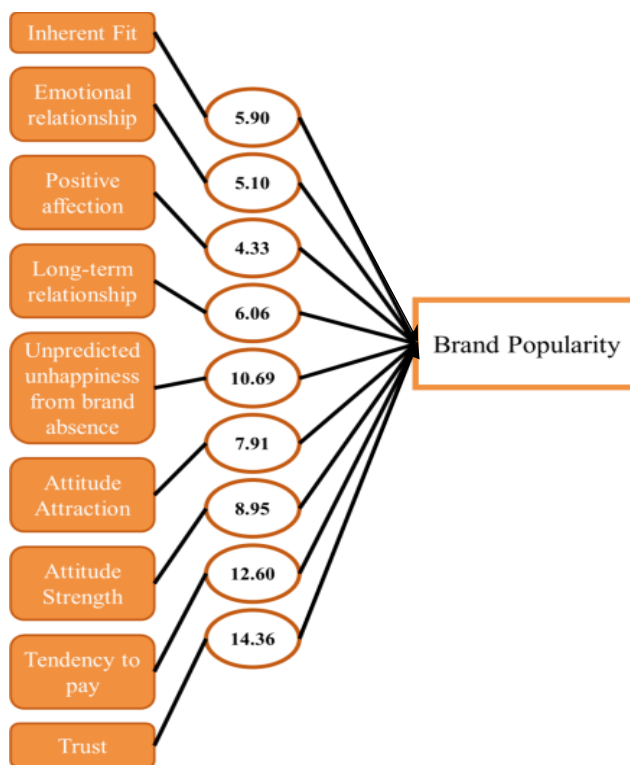 Inherent Fit
Emotional
relationship
Positive
affection
Long-term
relationship
Unpredicted
unhappiness
from brand
absence
Attitude
Attraction
Attitude
Strength
Tendency to
pay
Trust
5.90
5.10
4.33
6.06
10.69
7.91
8.95
12.60
14.36
Brand Popularity